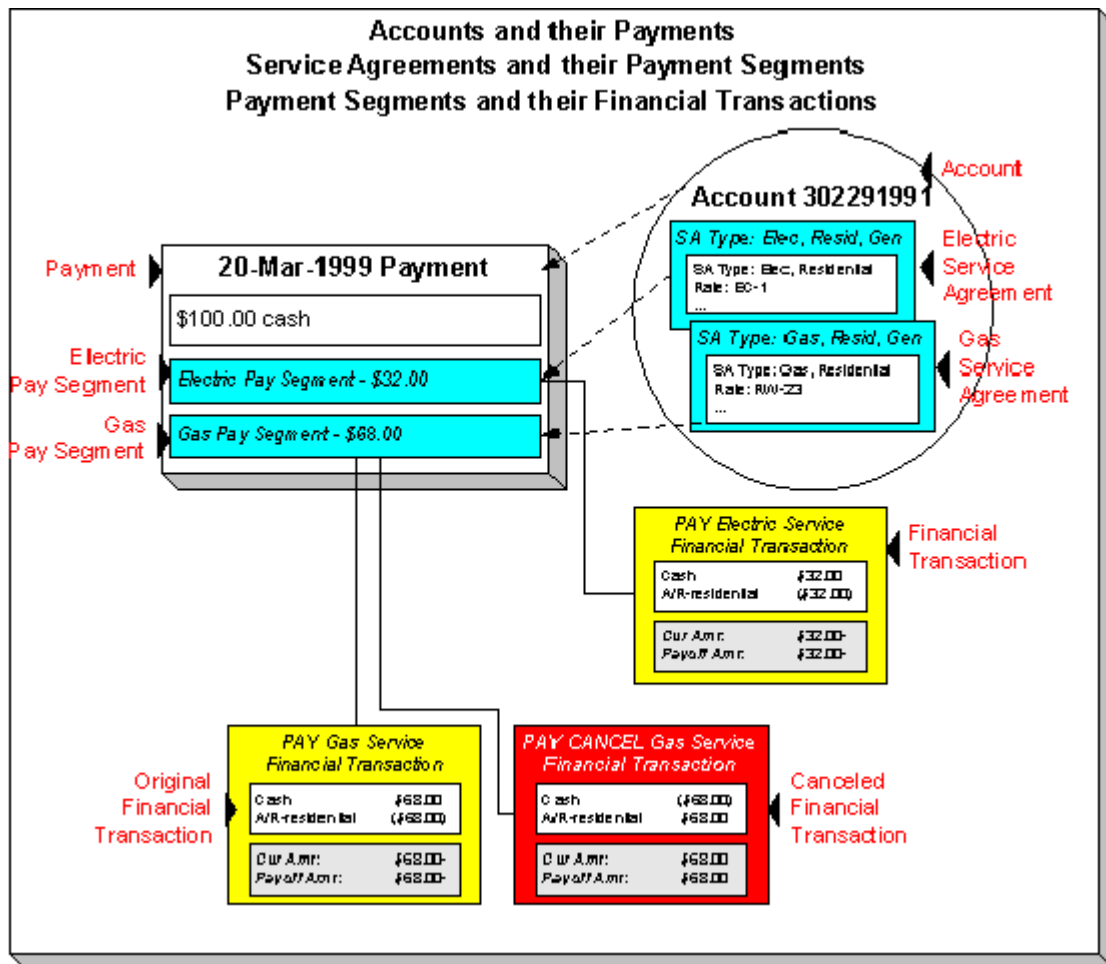 Accounts and their Payments
Service Agreements and their Payment Segments
Payment Segments and their Financial Transactions
Account
Account 302291991
SA Type: Elec, Resid, Gen
SA Type: Elec, Residential
Rate: EC-1
...
Electric
Service
Agreement
SA Type: Gas, Resid, Gen
SA Type: Gas, Residential
Rate: RW-23
...
Gas
Service
Agreement
Payment
20-Mar-1999 Payment
$100.00 cash
Ellectric
Pay Segment
Electric Pay Segment - $32.00
Gas
Pay Segment
Gas Pay Segment - $68.00
PAY Electric Service
Financial Transaction
Cash $32.00
A/R-residential ($32.00)
Cur Amt: $32.00-
Payoff Amt: $32.00-
Financial
Transaction
Original
Financial
Transaction
PAY Gas Service
Financial Transaction
Cash $68.00
A/R-residential ($68.00)
Cur Amt: $68.00-
Payoff Amt: $68.00-
PAY CANCEL Gas Service
Financial Transaction
Cash ($68.00)
A/R-residential $68.00
Cur Amt: $68.00
Payoff Amt: $68.00
Canceled
Financial
Transaction